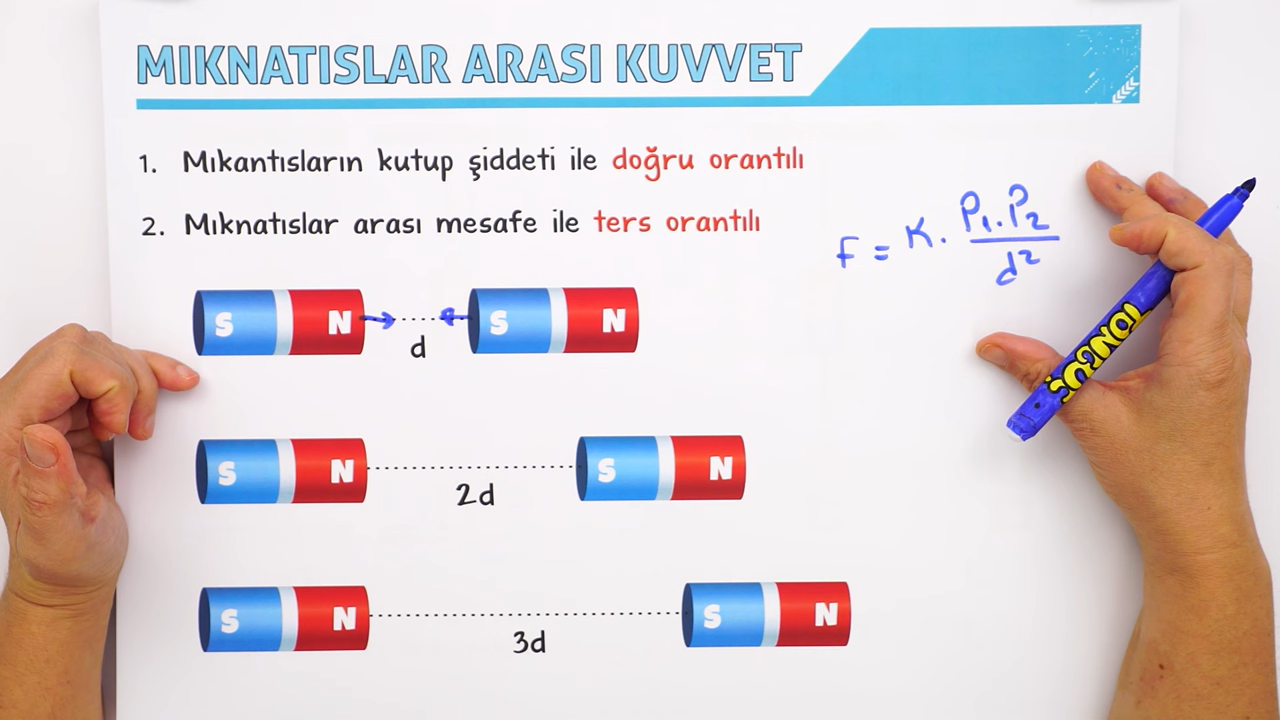 MIKNATISLAR ARASI KUVVET
1. Mıkantısların kutup şiddeti ile doğru orantılı
2. Mıknatıslar arası mesafe ile ters orantılı
F = K. P₁.P₂ / d²
S N S N
d
S N S N
2d
S N S N
3d
TONGUÇ